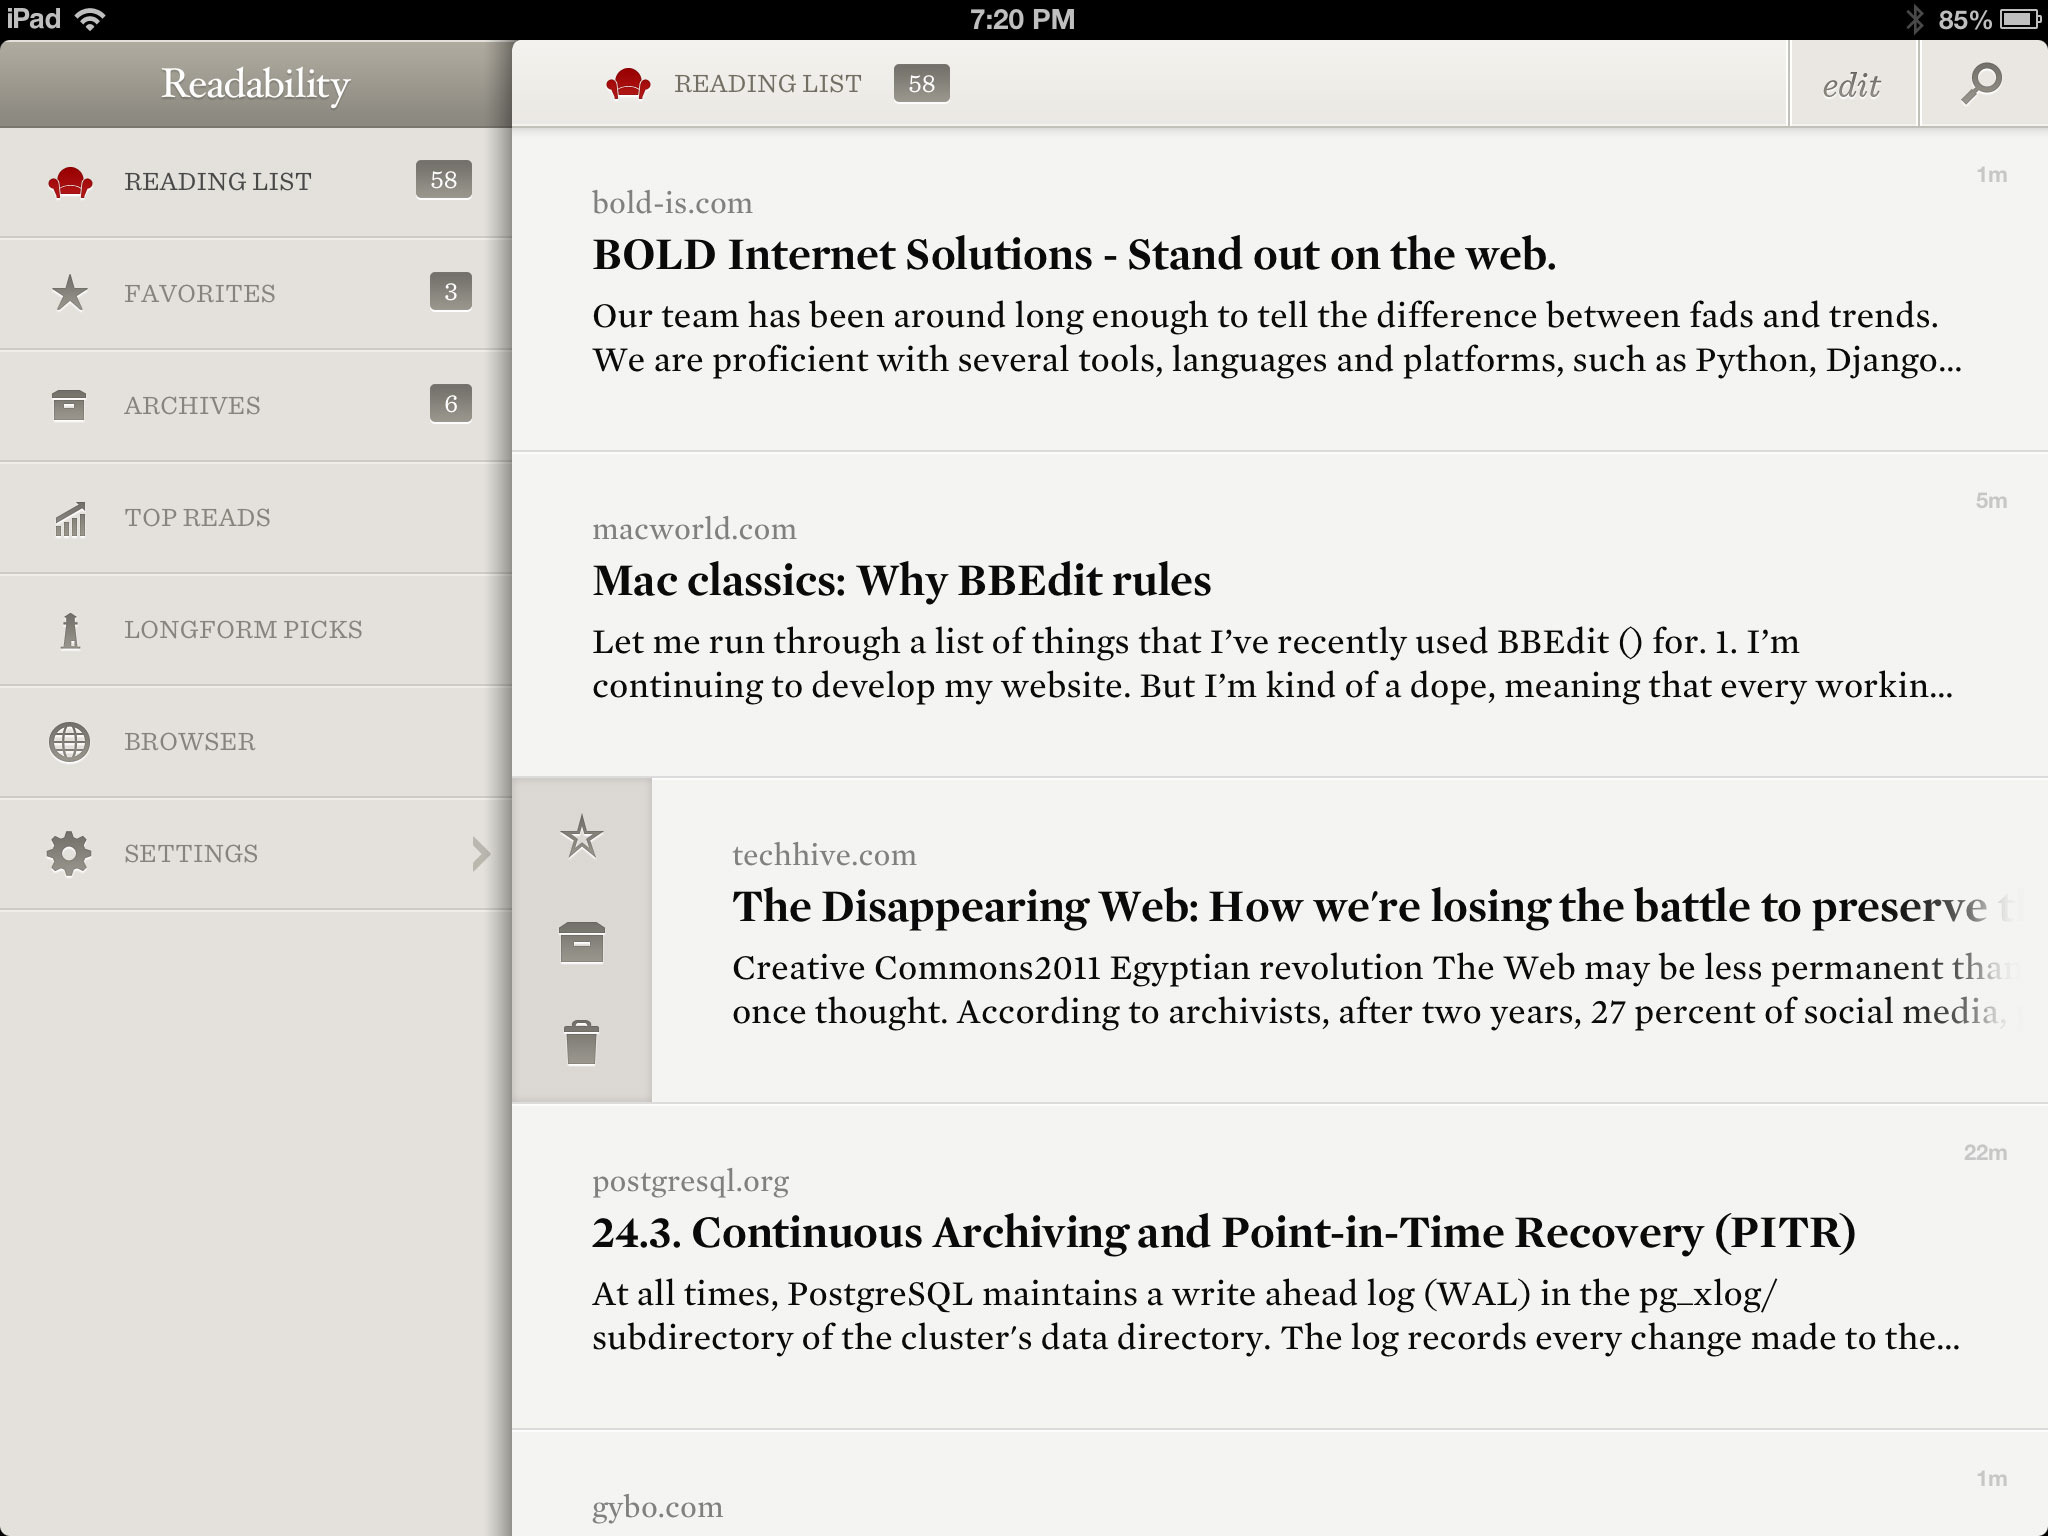 iPad 7:20 PM 85%
Readability
READING LIST 58
FAVORITES 3
ARCHIVES 6
TOP READS
LONGFORM PICKS
BROWSER
SETTINGS
READING LIST 58 edit
1m
bold-is.com
BOLD Internet Solutions - Stand out on the web.
Our team has been around long enough to tell the difference between fads and trends.
We are proficient with several tools, languages and platforms, such as Python, Django...
5m
macworld.com
Mac classics: Why BBEdit rules
Let me run through a list of things that I’ve recently used BBEdit () for. 1. I’m
continuing to develop my website. But I’m kind of a dope, meaning that every workin...
techhive.com
The Disappearing Web: How we're losing the battle to preserve
Creative Commons2011 Egyptian revolution The Web may be less permanent than
once thought. According to archivists, after two years, 27 percent of social media,
22m
postgresql.org
24.3. Continuous Archiving and Point-in-Time Recovery (PITR)
At all times, PostgreSQL maintains a write ahead log (WAL) in the pg_xlog/
subdirectory of the cluster's data directory. The log records every change made to the...
1m
gybo.com